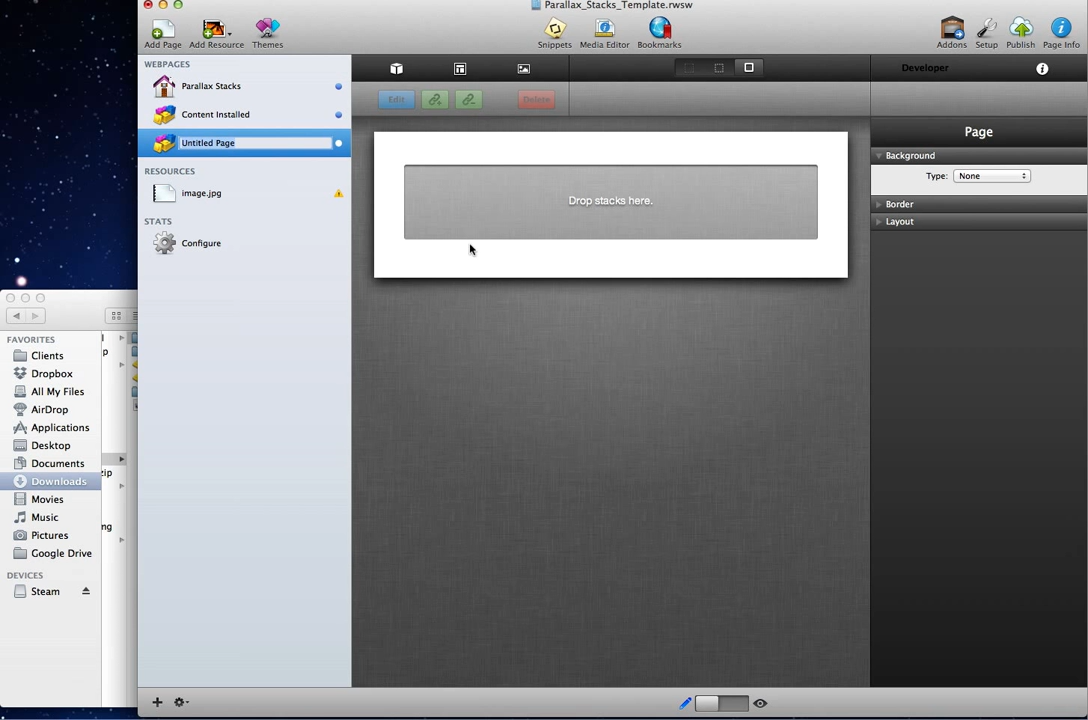 Parallax_Stacks_Template.rwsw
Add Page
Add Resource
Themes
Snippets
Media Editor
Bookmarks
Addons
Setup
Publish
Page Info
WEBPAGES
Parallax Stacks
Content Installed
Untitled Page
RESOURCES
image.jpg
STATS
Configure
Edit
Delete
Drop stacks here.
Developer
Page
Background
Type: None
Border
Layout
FAVORITES
Clients
Dropbox
All My Files
AirDrop
Applications
Desktop
Documents
Downloads
Movies
Music
Pictures
Google Drive
DEVICES
Steam
l
p
zip
ng